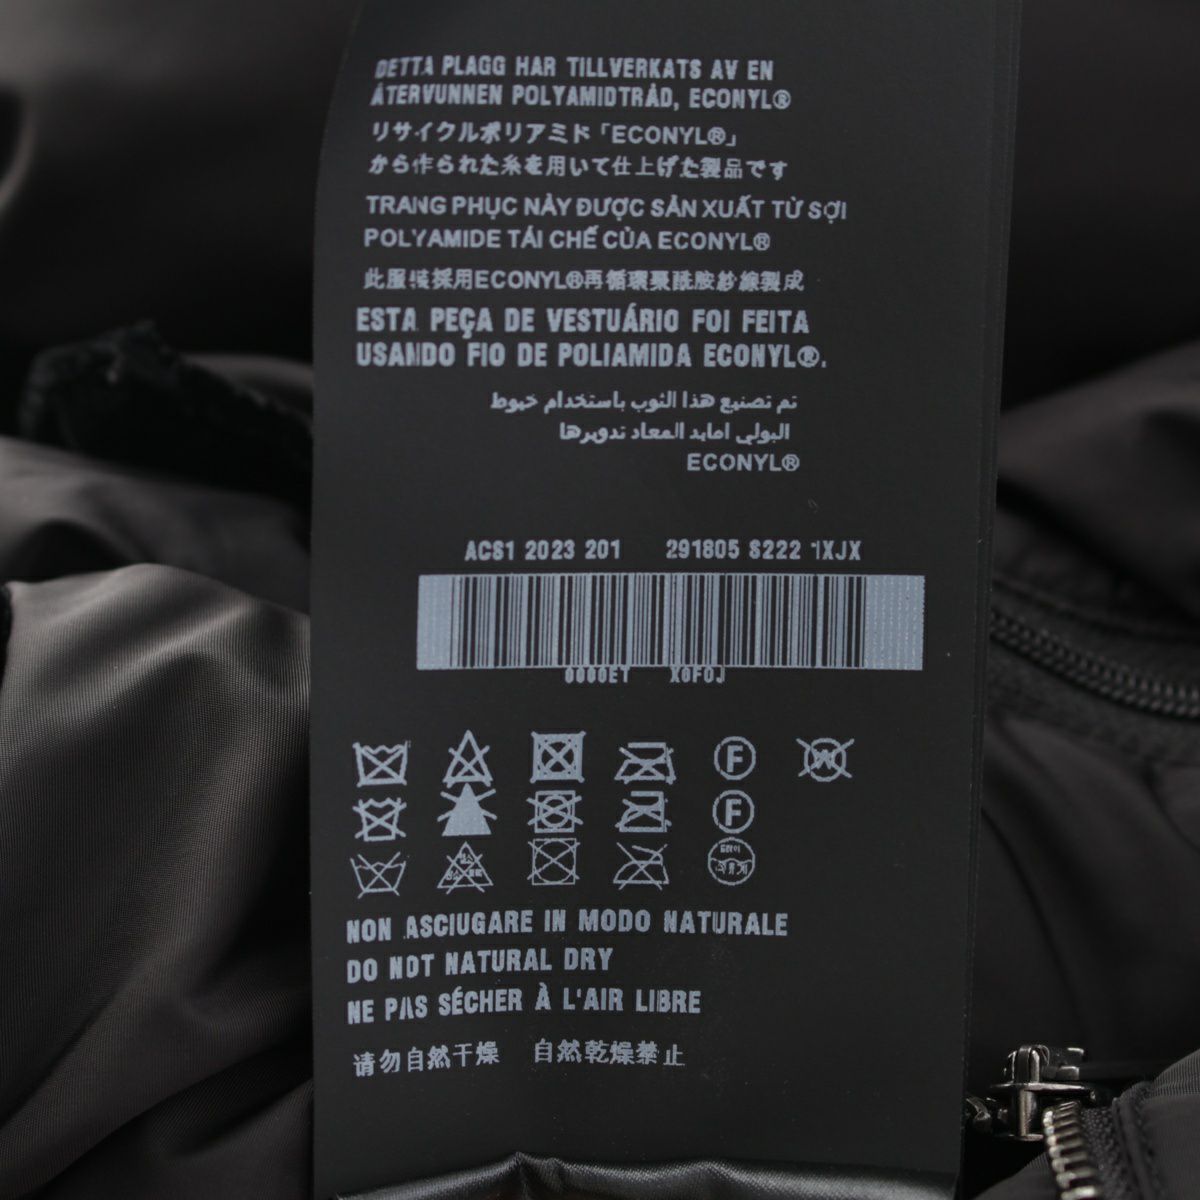 DETTA PLAGG HAR TILLVERKATS AV EN
ÅTERVUNNEN POLYAMIDTRÅD, ECONYL®
リサイクルポリアミド「ECONYL®」
から作られた糸を用いて仕上げた製品です
TRANG PHỤC NÀY ĐƯỢC SẢN XUẤT TỪ SỢI
POLYAMIDE TÁI CHẾ CỦA ECONYL®
此服裝採用ECONYL®再循環聚酰胺紗線製成
ESTA PEÇA DE VESTUÁRIO FOI FEITA
USANDO FIO DE POLIAMIDA ECONYL®.
تم تصنيع هذا الثوب باستخدام خيوط
البولي امايد المعاد تدويرها
ECONYL®
ACS1 2023 201 291805 S222 1XJX
0000ET X0F0J
F W
F
NON ASCIUGARE IN MODO NATURALE
DO NOT NATURAL DRY
NE PAS SÉCHER À L'AIR LIBRE
请勿自然干燥 自然乾燥禁止